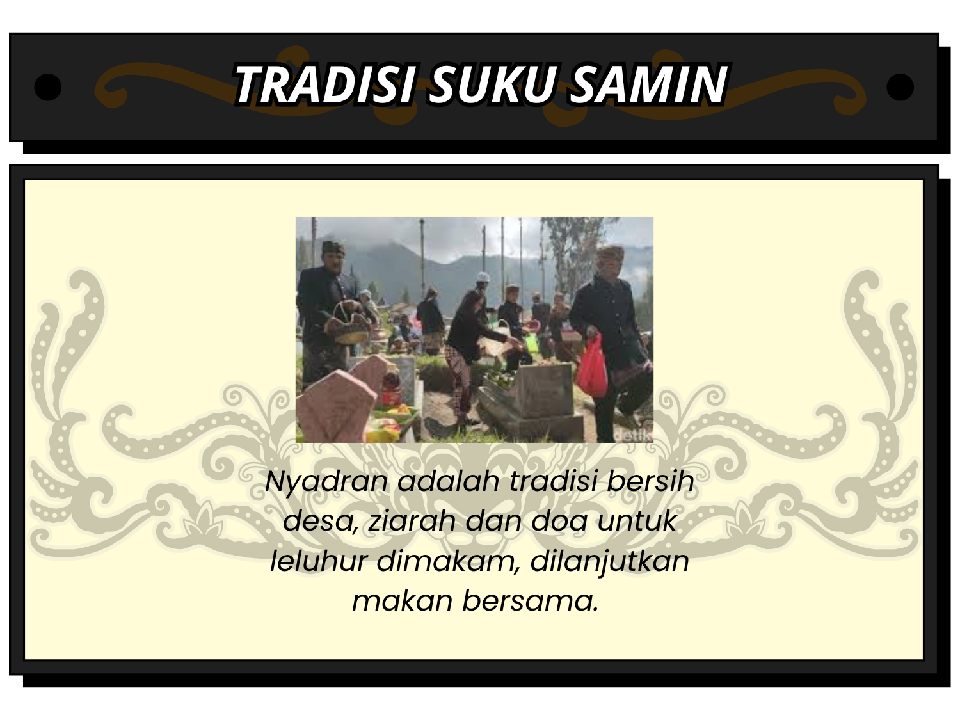 TRADISI SUKU SAMIN
detik
Nyadran adalah tradisi bersih
desa, ziarah dan doa untuk
leluhur dimakam, dilanjutkan
makan bersama.